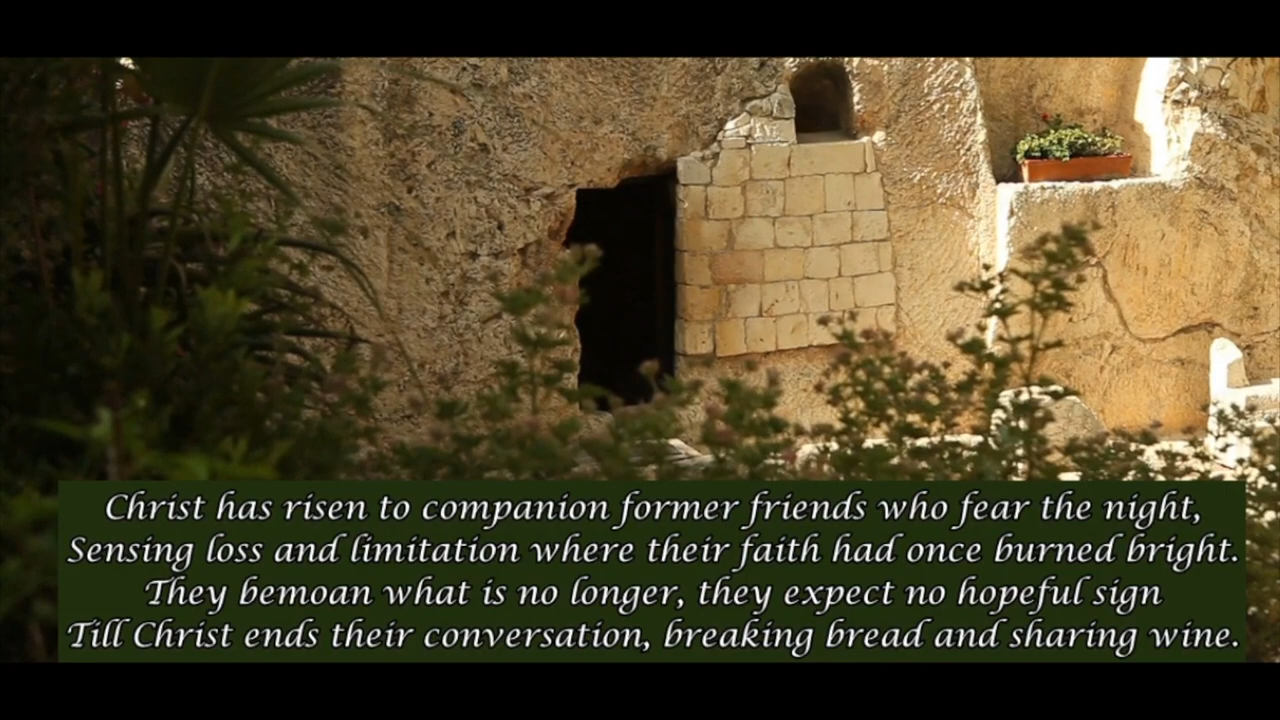 Christ has risen to companion former friends who fear the night,
Sensing loss and limitation where their faith had once burned bright.
They bemoan what is no longer, they expect no hopeful sign
Till Christ ends their conversation, breaking bread and sharing wine.